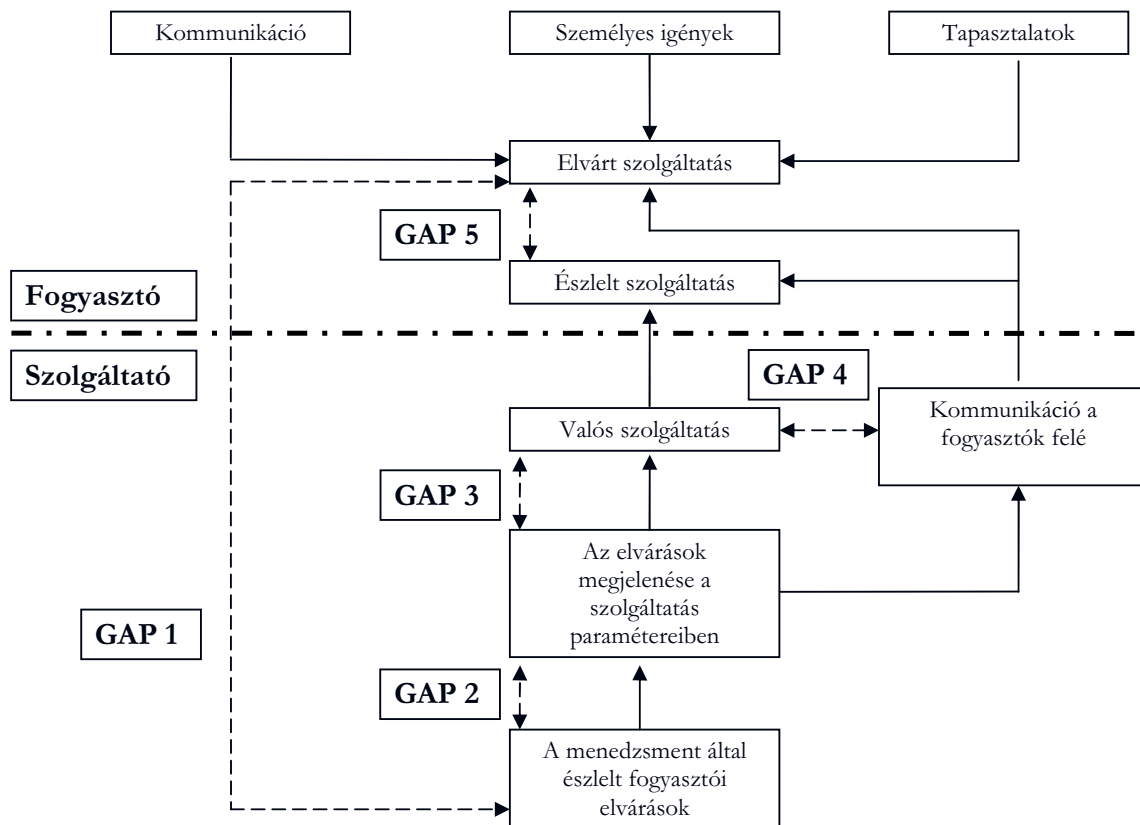 Kommunikáció
Személyes igények
Tapasztalatok
Elvárt szolgáltatás
GAP 5
Észlelt szolgáltatás
Fogyasztó
Szolgáltató
GAP 4
Kommunikáció a
fogyasztók felé
Valós szolgáltatás
GAP 3
Az elvárások
megjelenése a
szolgáltatás
paramétereiben
GAP 1
GAP 2
A menedzsment által
észlelt fogyasztói
elvárások